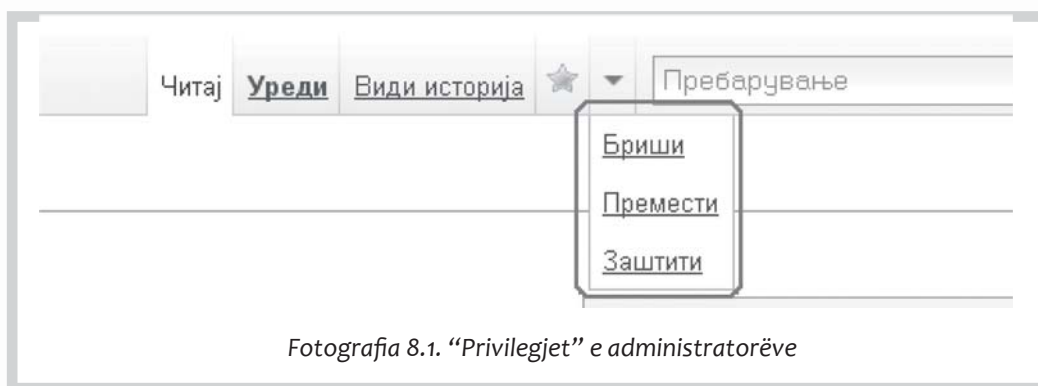 Читај Уреди Види историја Пребарување
Бриши
Премести
Заштити
Fotografia 8.1. “Privilegjet” e administratorëve